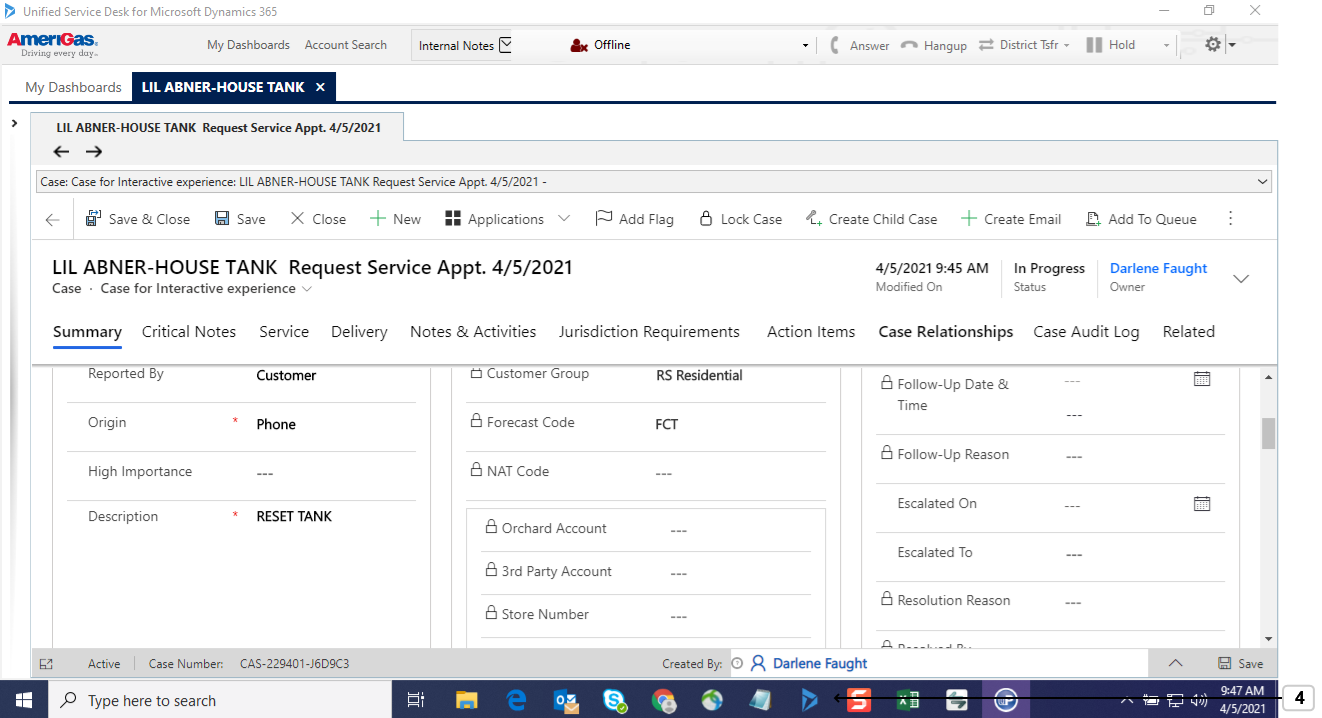 Unified Service Desk for Microsoft Dynamics 365
AmeriGas.
Driving every day™
My Dashboards Account Search Internal Notes Offline Answer Hangup District Tsfr Hold
My Dashboards LIL ABNER-HOUSE TANK ×
LIL ABNER-HOUSE TANK Request Service Appt. 4/5/2021
Case: Case for Interactive experience: LIL ABNER-HOUSE TANK Request Service Appt. 4/5/2021 -
Save & Close Save Close New Applications Add Flag Lock Case Create Child Case Create Email Add To Queue
LIL ABNER-HOUSE TANK Request Service Appt. 4/5/2021
Case · Case for Interactive experience
4/5/2021 9:45 AM
Modified On
In Progress
Status
Darlene Faught
Owner
Summary Critical Notes Service Delivery Notes & Activities Jurisdiction Requirements Action Items Case Relationships Case Audit Log Related
Reported By Customer
Origin * Phone
High Importance ---
Description * RESET TANK
Customer Group RS Residential
Forecast Code FCT
NAT Code ---
Orchard Account ---
3rd Party Account ---
Store Number ---
Follow-Up Date & ---
Time ---
Follow-Up Reason ---
Escalated On ---
Escalated To ---
Resolution Reason ---
Resolved By
Active Case Number: CAS-229401-J6D9C3 Created By: Darlene Faught Save
Type here to search
9:47 AM
4/5/2021
4